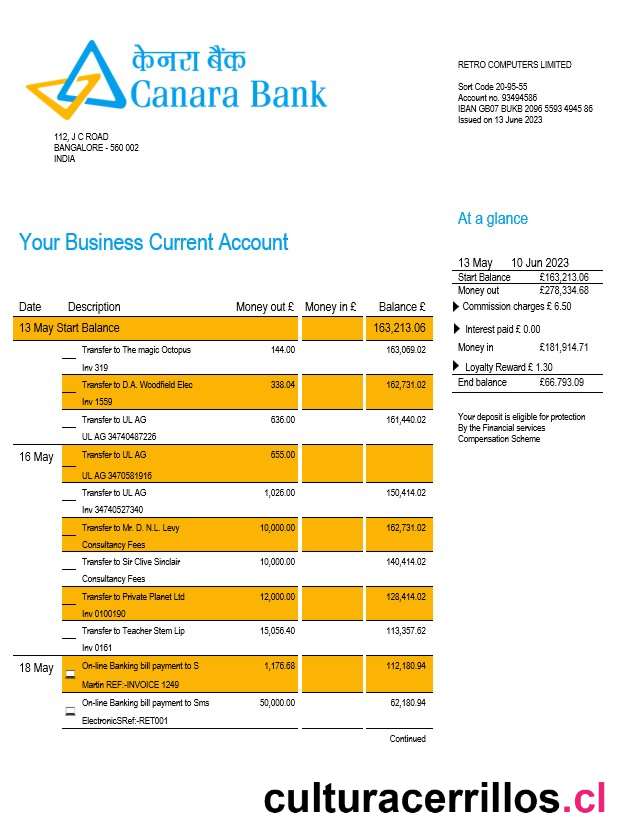 केनरा बैंक
Canara Bank
112, J C ROAD
BANGALORE - 560 002
INDIA
RETRO COMPUTERS LIMITED
Sort Code 20-95-55
Account no. 93494586
IBAN GB07 BUKB 2096 5593 4945 86
Issued on 13 June 2023
At a glance
Your Business Current Account
13 May 10 Jun 2023
Start Balance £163,213.06
Money out £278,334.68
Commission charges £ 6.50
Interest paid £ 0.00
Money in £181,914.71
Loyalty Reward £ 1.30
End balance £66.793.09
Your deposit is eligible for protection
By the Financial services
Compensation Scheme
Date Description Money out £ Money in £ Balance £
13 May Start Balance 163,213.06
Transfer to The magic Octopus 144.00 163,069.02
Inv 319
Transfer to D.A. Woodfield Elec 338.04 162,731.02
Inv 1559
Transfer to UL AG 636.00 161,440.02
UL AG 34740487226
16 May Transfer to UL AG 655.00
UL AG 3470581916
Transfer to UL AG 1,026.00 150,414.02
Inv 34740527340
Transfer to Mr. D. N.L. Levy 10,000.00 162,731.02
Consultancy Fees
Transfer to Sir Clive Sinclair 10,000.00 140,414.02
Consultancy Fees
Transfer to Private Planet Ltd 12,000.00 128,414.02
Inv 0100190
Transfer to Teacher Stem Lip 15,056.40 113,357.62
Inv 0161
18 May On-line Banking bill payment to S 1,176.68 112,180.94
Martin REF:-INVOICE 1249
On-line Banking bill payment to Sms 50,000.00 62,180.94
ElectronicSRef:-RET001
Continued
culturacerrillos.cl